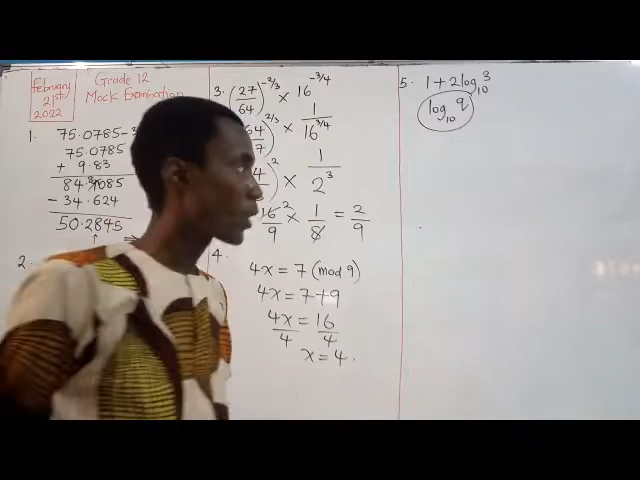 February
21st
2022
Grade 12
Mock Examination
1. 75.0785-3
75.0785
+ 9.83
84.9085
- 34.624
50.2845
2.
3. (27/64)^-2/3 × 16^-3/4
64)^2/3 × 1/16^3/4
)^2 × 1/2^3
16/9 × 1/8 = 2/9
4.
4x = 7 (mod 9)
4x = 7+9
4x/4 = 16/4
x = 4.
5. 1 + 2log10 3
log10 9